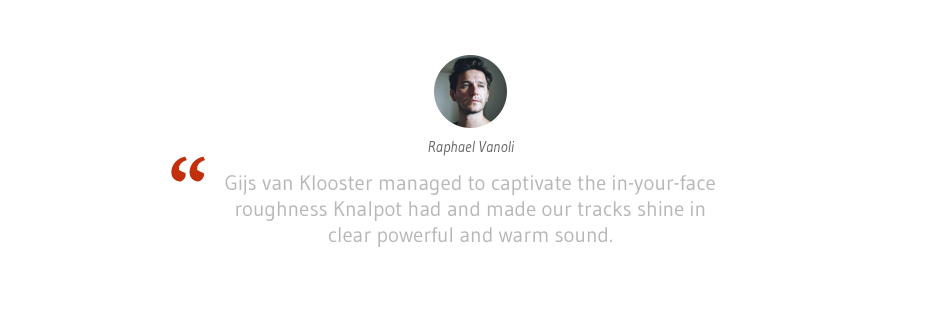 Raphael Vanoli
“ Gijs van Klooster managed to captivate the in-your-face
roughness Knalpot had and made our tracks shine in
clear powerful and warm sound.